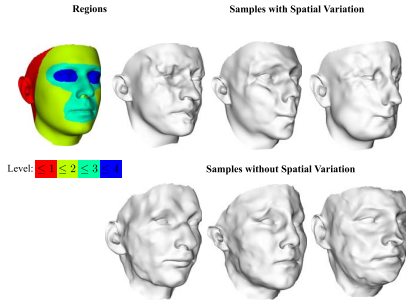 Regions
Samples with Spatial Variation
Level: ≤ 1 ≤ 2 ≤ 3 ≤ 4
Samples without Spatial Variation